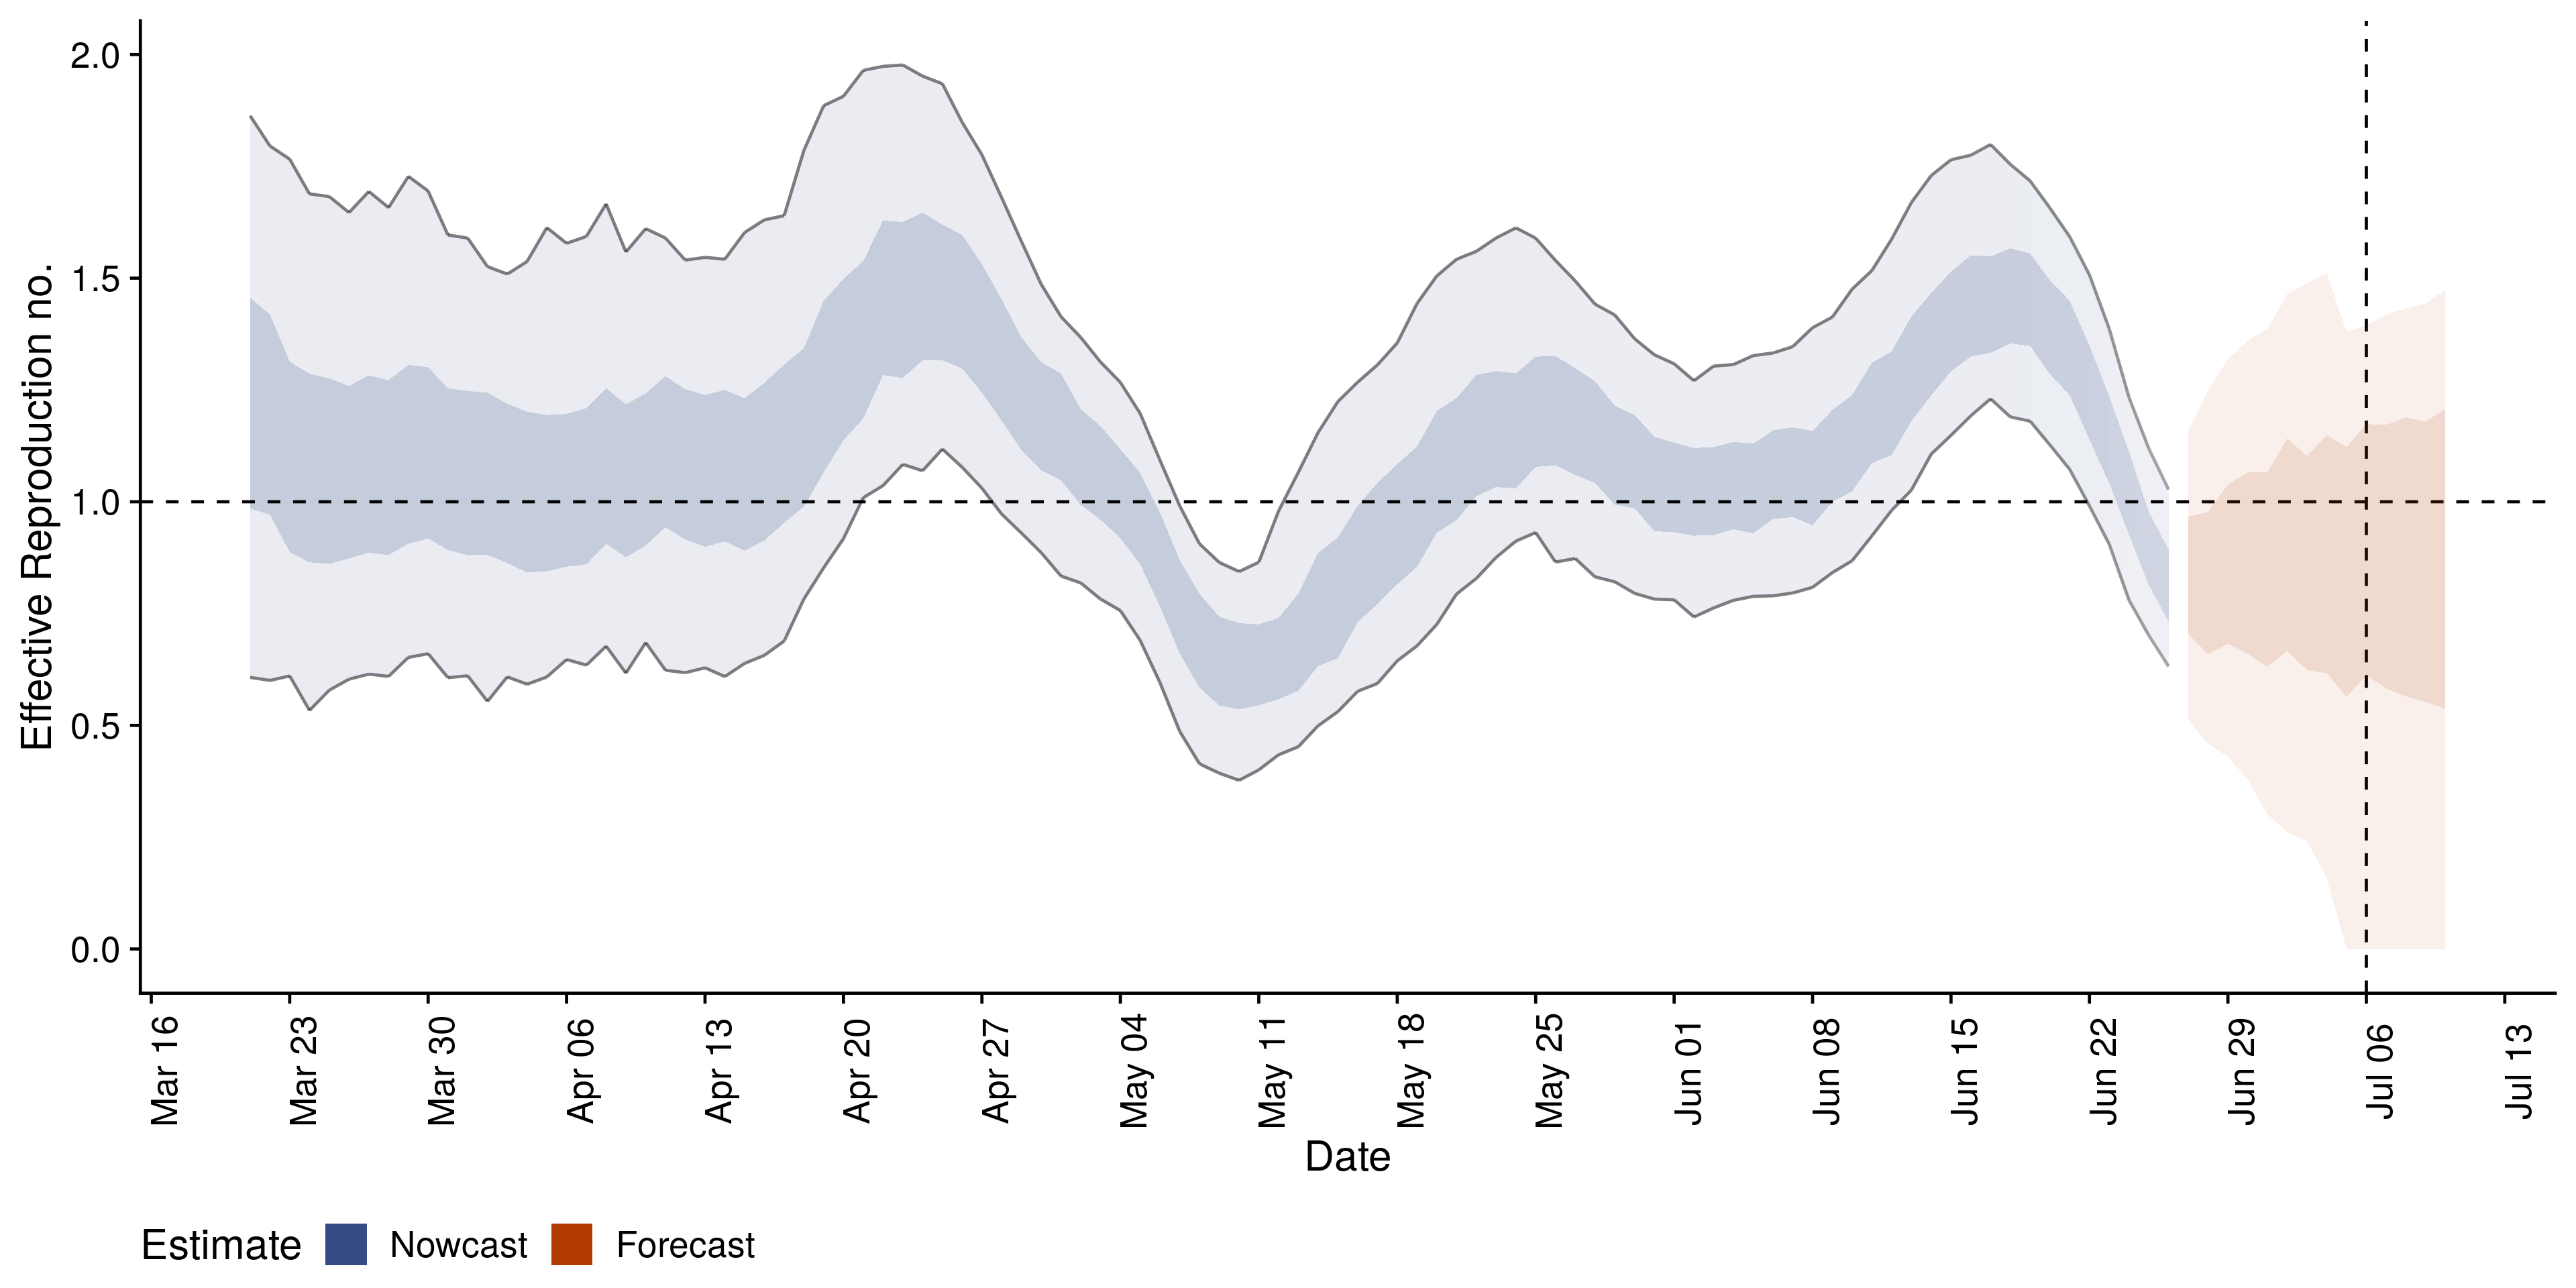 Effective Reproduction no.
2.0
1.5
1.0
0.5
0.0
Mar 16
Mar 23
Mar 30
Apr 06
Apr 13
Apr 20
Apr 27
May 04
May 11
May 18
May 25
Jun 01
Jun 08
Jun 15
Jun 22
Jun 29
Jul 06
Jul 13
Date
Estimate Nowcast Forecast